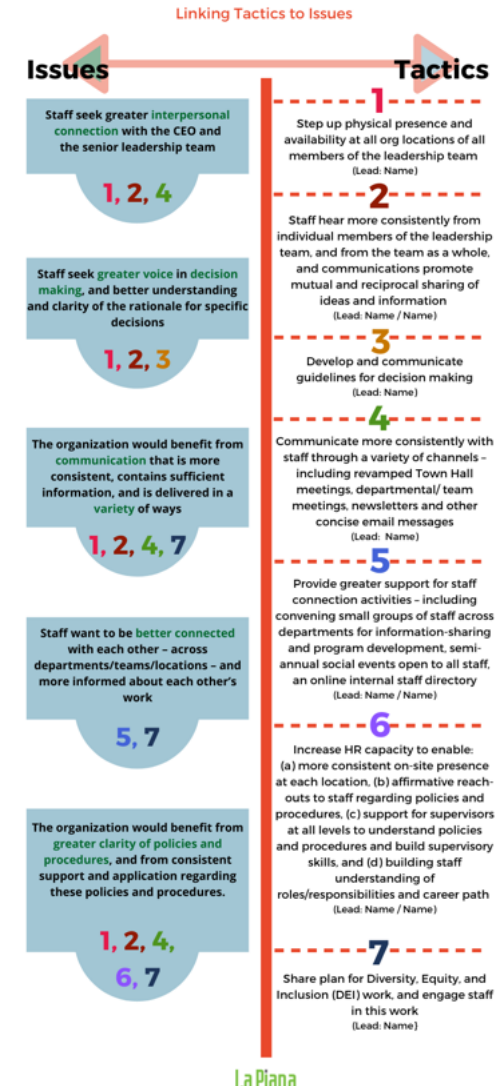 Linking Tactics to Issues
Issues
Tactics
Staff seek greater interpersonal
connection with the CEO and
the senior leadership team
1, 2, 4
Staff seek greater voice in decision
making, and better understanding
and clarity of the rationale for specific
decisions
1, 2, 3
The organization would benefit from
communication that is more
consistent, contains sufficient
information, and is delivered in a
variety of ways
1, 2, 4, 7
Staff want to be better connected
with each other – across
departments/teams/locations – and
more informed about each other's
work
5, 7
The organization would benefit from
greater clarity of policies and
procedures, and from consistent
support and application regarding
these policies and procedures.
1, 2, 4,
6, 7
1
Step up physical presence and
availability at all org locations of all
members of the leadership team
(Lead: Name)
2
Staff hear more consistently from
individual members of the leadership
team, and from the team as a whole,
and communications promote
mutual and reciprocal sharing of
ideas and information
(Lead: Name / Name)
3
Develop and communicate
guidelines for decision making
(Lead: Name)
4
Communicate more consistently with
staff through a variety of channels –
including revamped Town Hall
meetings, departmental/ team
meetings, newsletters and other
concise email messages
(Lead: Name)
5
Provide greater support for staff
connection activities – including
convening small groups of staff across
departments for information-sharing
and program development, semi-
annual social events open to all staff,
an online internal staff directory
(Lead: Name / Name)
6
Increase HR capacity to enable:
(a) more consistent on-site presence
at each location, (b) affirmative reach-
outs to staff regarding policies and
procedures, (c) support for supervisors
at all levels to understand policies
and procedures and build supervisory
skills, and (d) building staff
understanding of
roles/responsibilities and career path
(Lead: Name / Name)
7
Share plan for Diversity, Equity, and
Inclusion (DEI) work, and engage staff
in this work
(Lead: Name)
La Piana